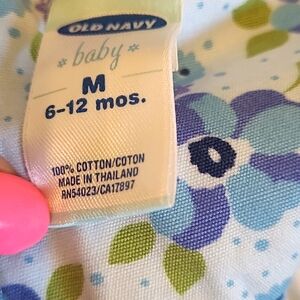 OLD NAVY
baby
M
6-12 mos.
100% COTTON/COTON
MADE IN THAILAND
RN54023/CA17897